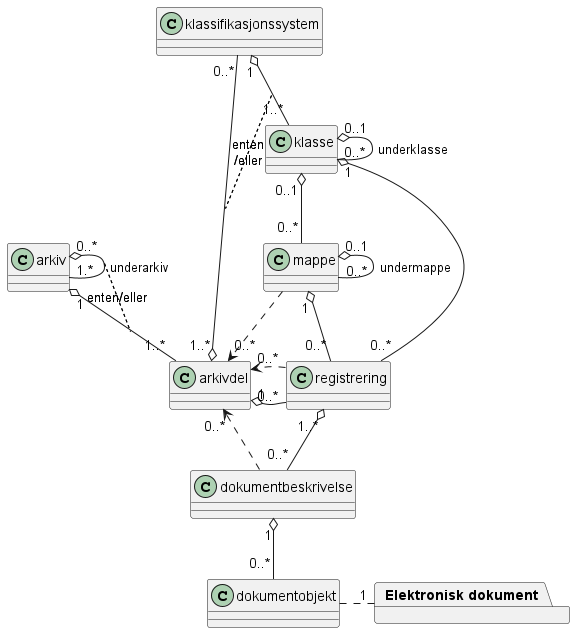 C klassifikasjonssystem
0..* 1
1..*
enten
/eller
C klasse
0..1
0..*
underklasse
0..1 1
0..*
C arkiv
0..*
1.*
underarkiv
C mappe
0..1
0..*
undermappe
1 enten/eller
1
1..* 1..* 0..* 0..* 0..*
0..*
C arkivdel
1
0..*
C registrering
0..* 1..*
0..*
C dokumentbeskrivelse
1
0..*
C dokumentobjekt
1
Elektronisk dokument